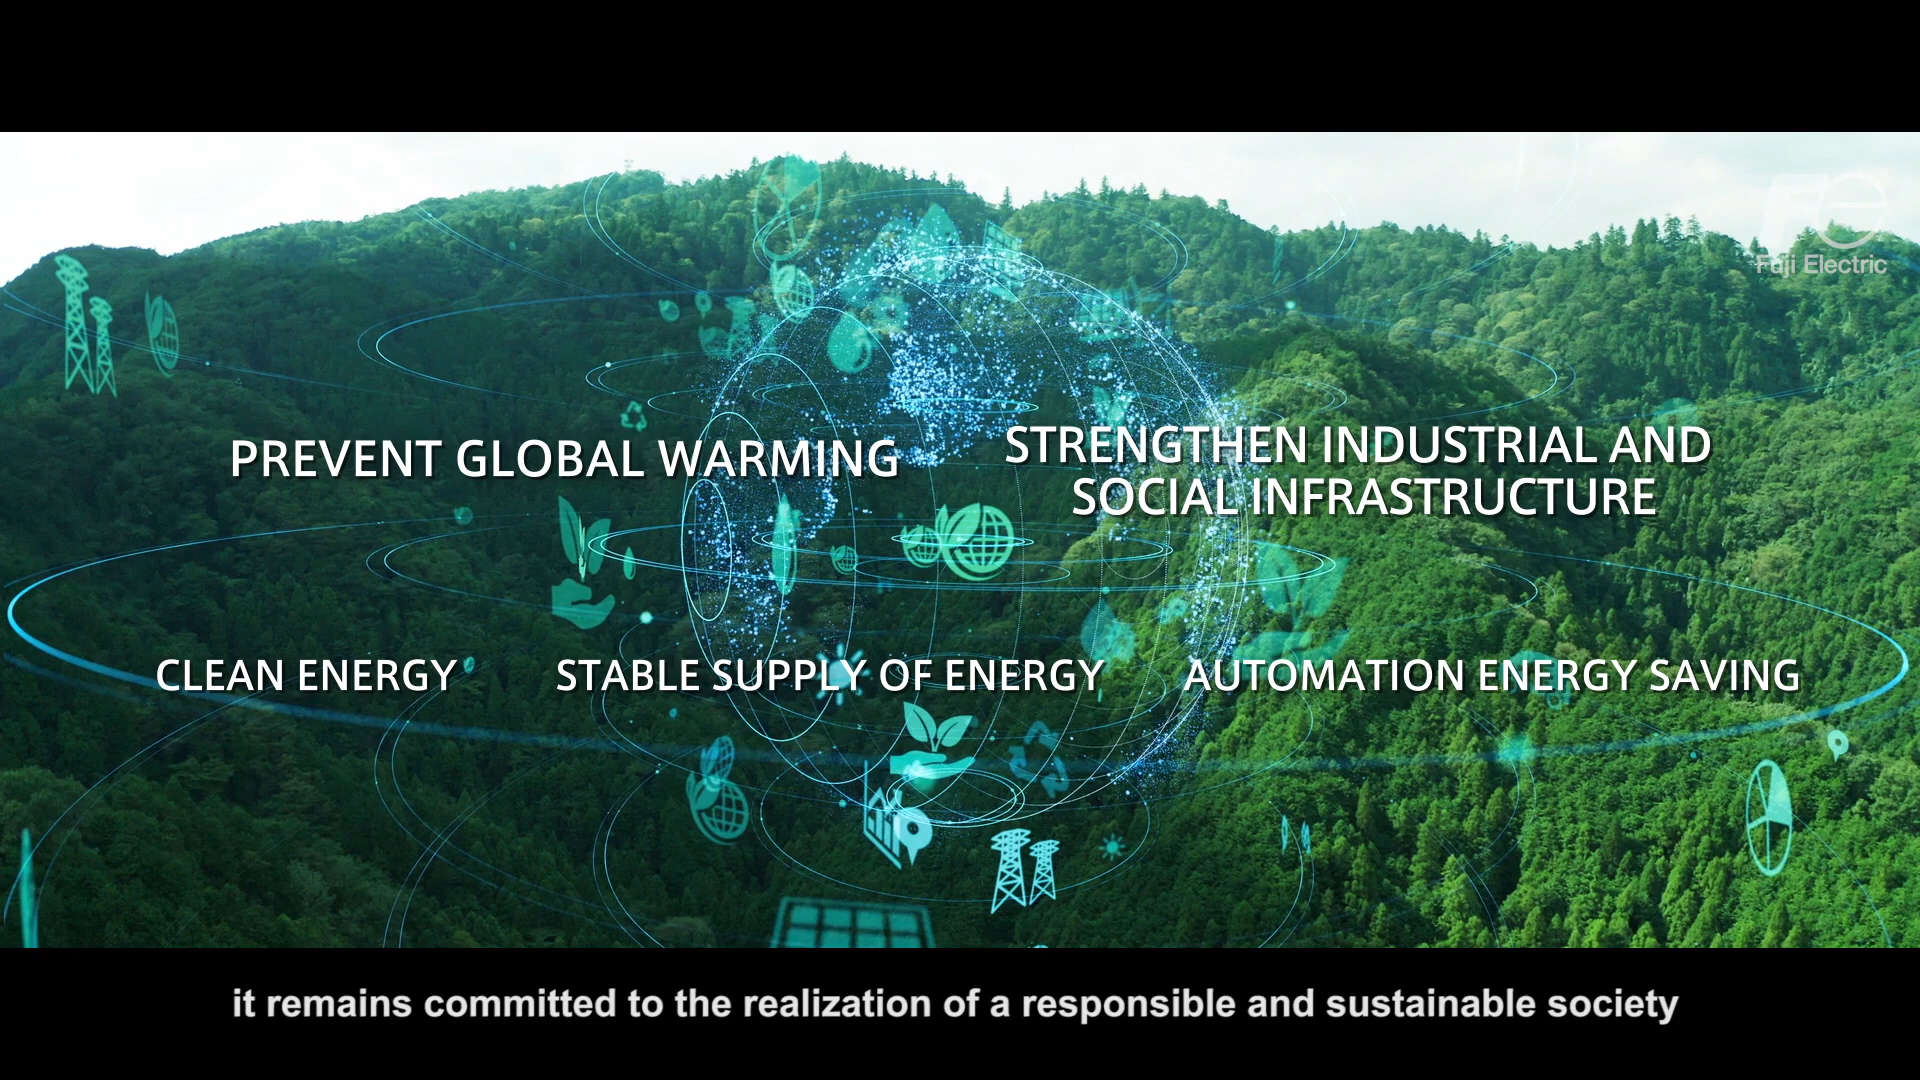 Fe
Fuji Electric
PREVENT GLOBAL WARMING
STRENGTHEN INDUSTRIAL AND
SOCIAL INFRASTRUCTURE
CLEAN ENERGY
STABLE SUPPLY OF ENERGY
AUTOMATION ENERGY SAVING
it remains committed to the realization of a responsible and sustainable society